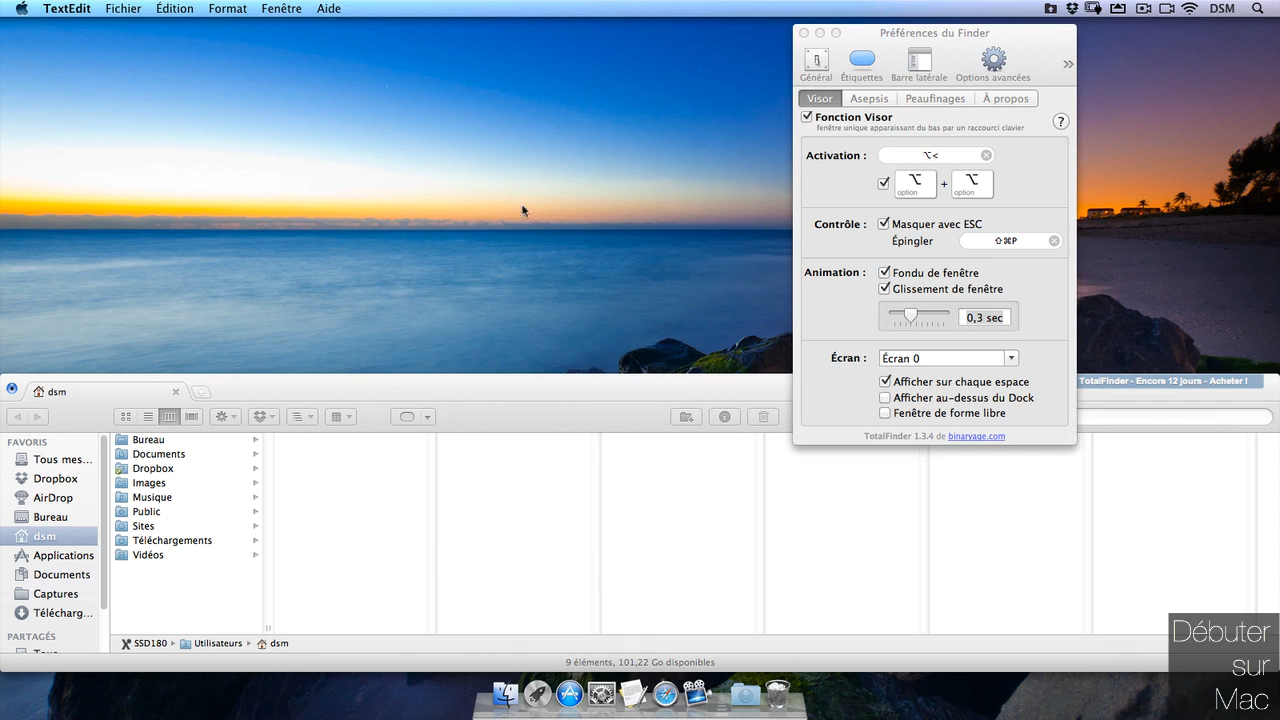 TextEdit Fichier Édition Format Fenêtre Aide DSM
Préférences du Finder
Général Étiquettes Barre latérale Options avancées »
Visor Asepsis Peaufinages À propos
Fonction Visor ?
fenêtre unique apparaissant du bas par un raccourci clavier
Activation : ⌥<
⌥ + ⌥
option option
Contrôle : Masquer avec ESC
Épingler ⇧⌘P
Animation : Fondu de fenêtre
Glissement de fenêtre
0,3 sec
Écran : Écran 0
Afficher sur chaque espace
Afficher au-dessus du Dock
Fenêtre de forme libre
TotalFinder 1.3.4 de binaryage.com
TotalFinder - Encore 12 jours - Acheter !
dsm
FAVORIS
Tous mes...
Dropbox
AirDrop
Bureau
dsm
Applications
Documents
Captures
Télécharg...
PARTAGÉS
Bureau
Documents
Dropbox
Images
Musique
Public
Sites
Téléchargements
Vidéos
SSD180 Utilisateurs dsm
9 éléments, 101,22 Go disponibles
Débuter
sur
Mac